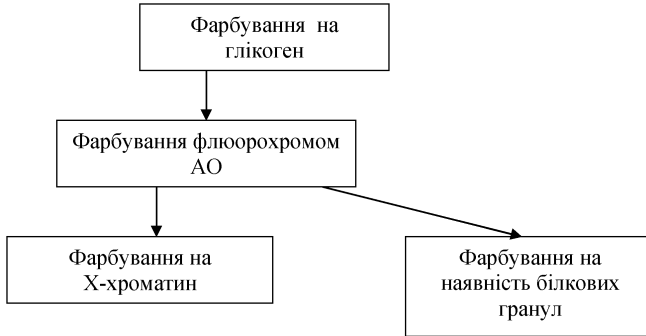 Фарбування на
глікоген
Фарбування флюорохромом
АО
Фарбування на
Х-хроматин
Фарбування на
наявність білкових
гранул